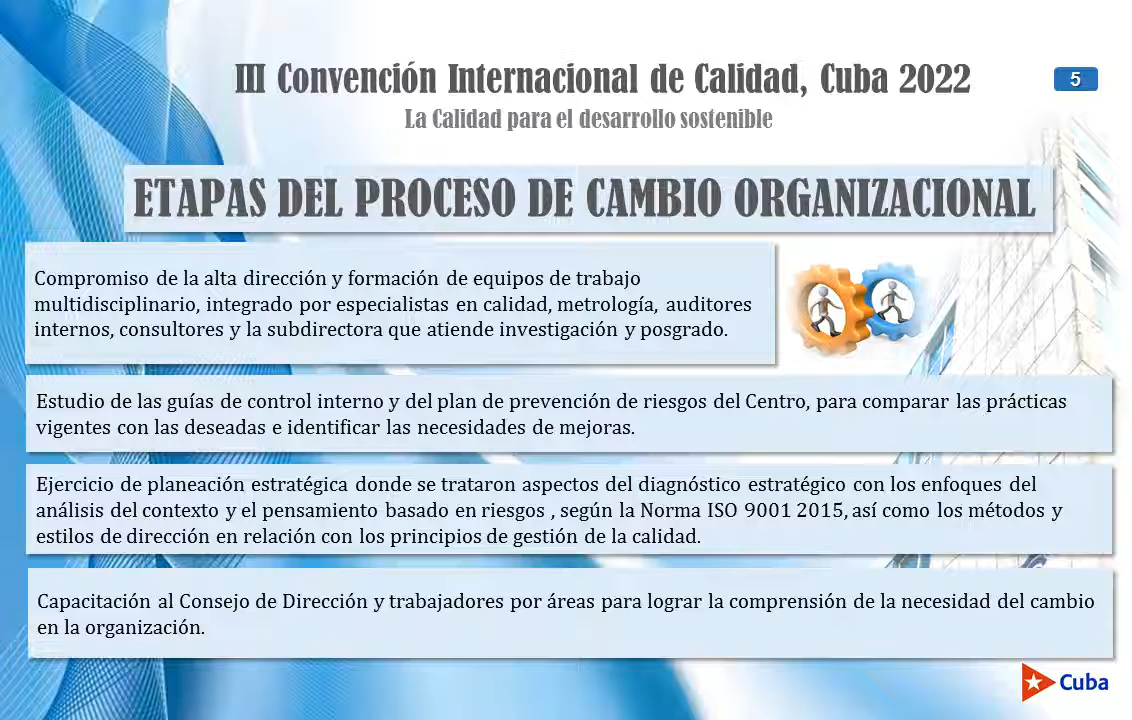 III Convención Internacional de Calidad, Cuba 2022
5
La Calidad para el desarrollo sostenible
ETAPAS DEL PROCESO DE CAMBIO ORGANIZACIONAL
Compromiso de la alta dirección y formación de equipos de trabajo
multidisciplinario, integrado por especialistas en calidad, metrología, auditores
internos, consultores y la subdirectora que atiende investigación y posgrado.
Estudio de las guías de control interno y del plan de prevención de riesgos del Centro, para comparar las prácticas
vigentes con las deseadas e identificar las necesidades de mejoras.
Ejercicio de planeación estratégica donde se trataron aspectos del diagnóstico estratégico con los enfoques del
análisis del contexto y el pensamiento basado en riesgos , según la Norma ISO 9001 2015, así como los métodos y
estilos de dirección en relación con los principios de gestión de la calidad.
Capacitación al Consejo de Dirección y trabajadores por áreas para lograr la comprensión de la necesidad del cambio
en la organización.
Cuba